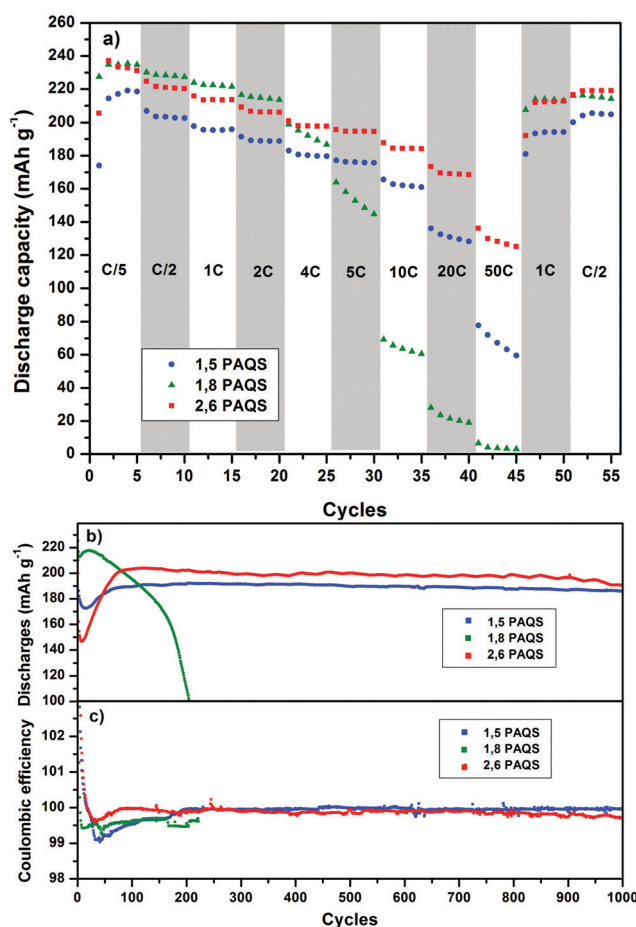 a)
Discharge capacity (mAh g⁻¹)
260
240
220
200
180
160
140
120
100
80
60
40
20
0
C/5 C/2 1C 2C 4C 5C 10C 20C 50C 1C C/2
1,5 PAQS
1,8 PAQS
2,6 PAQS
0 5 10 15 20 25 30 35 40 45 50 55
Cycles
b)
Discharges (mAh g⁻¹)
220
200
180
160
140
120
100
1,5 PAQS
1,8 PAQS
2,6 PAQS
c)
Coulombic efficiency
102
101
100
99
98
1,5 PAQS
1,8 PAQS
2,6 PAQS
0 100 200 300 400 500 600 700 800 900 1000
Cycles